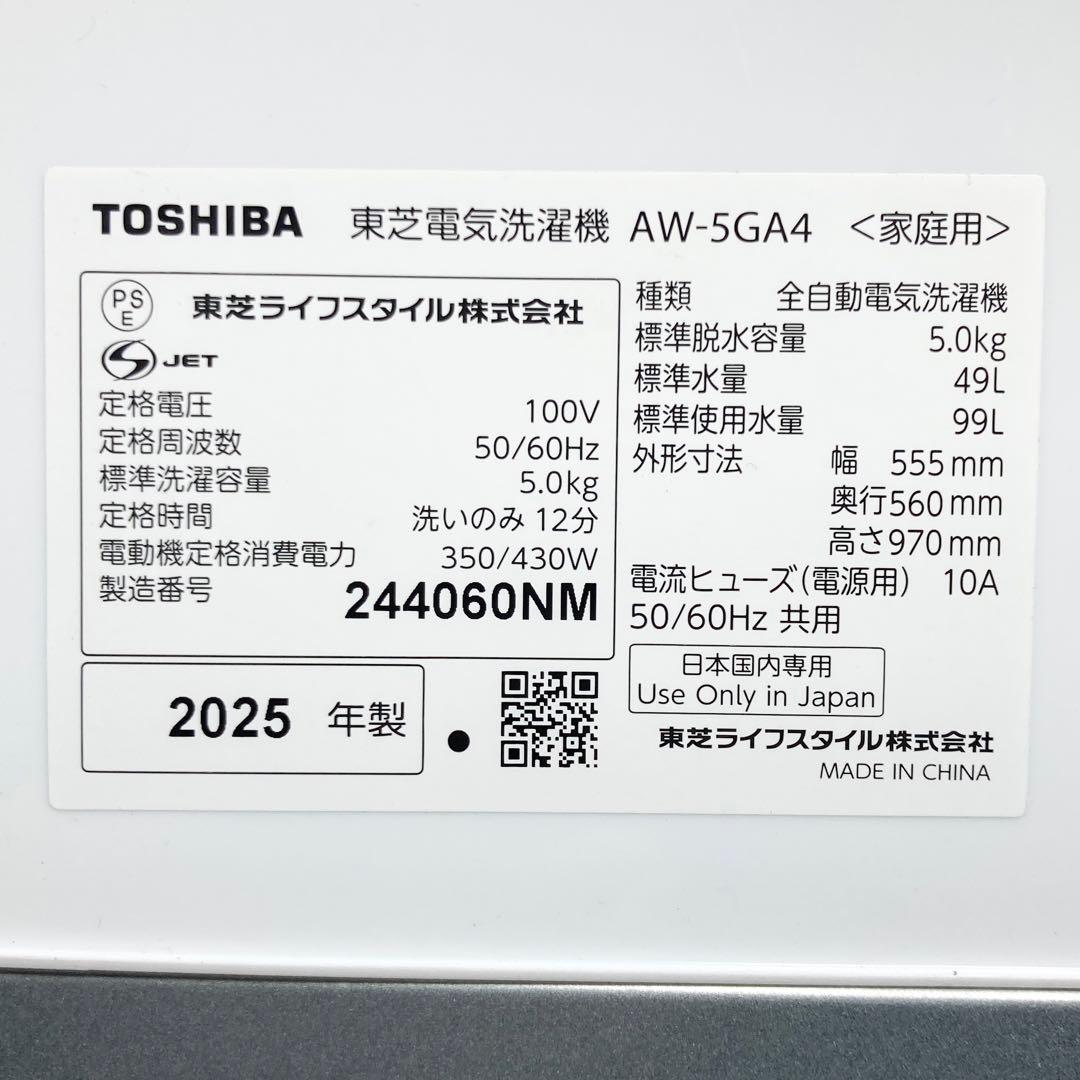 TOSHIBA 東芝電気洗濯機 AW-5GA4 <家庭用>
PS
E
東芝ライフスタイル株式会社
S JET
定格電圧 100V
定格周波数 50/60Hz
標準洗濯容量 5.0kg
定格時間 洗いのみ 12分
電動機定格消費電力 350/430W
製造番号 244060NM
2025 年製
種類 全自動電気洗濯機
標準脱水容量 5.0kg
標準水量 49L
標準使用水量 99L
外形寸法 幅 555mm
奥行560mm
高さ970mm
電流ヒューズ(電源用) 10A
50/60Hz 共用
日本国内専用
Use Only in Japan
東芝ライフスタイル株式会社
MADE IN CHINA